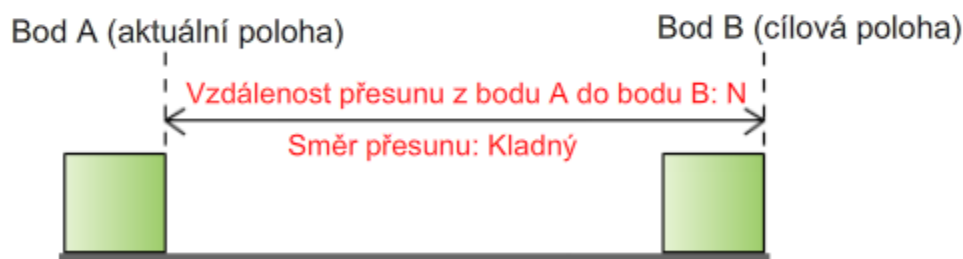 Bod A (aktuální poloha)
Bod B (cílová poloha)
Vzdálenost přesunu z bodu A do bodu B: N
Směr přesunu: Kladný